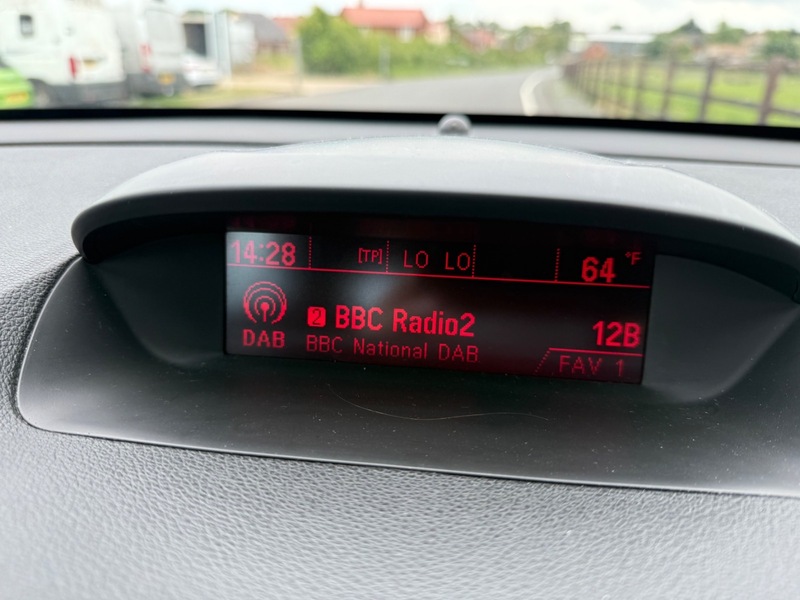 14:28 [TP] LO LO 64 °F
2 BBC Radio2 12B
DAB BBC National DAB FAV 1